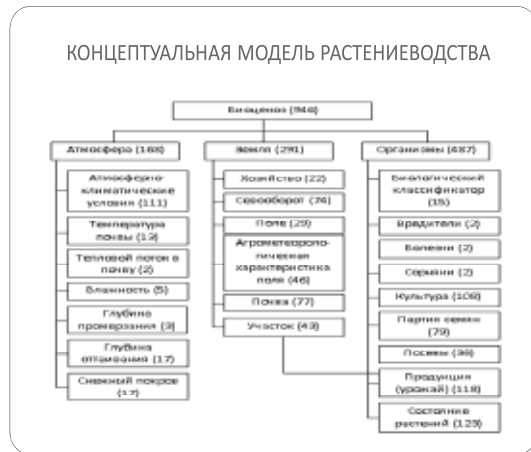 КОНЦЕПТУАЛЬНАЯ МОДЕЛЬ РАСТЕНИЕВОДСТВА
Биоценоз (946)
Атмосфера (168)
Атмосферно-
климатические
условия (111)
Температура
почвы (13)
Тепловой поток в
почву (2)
Влажность (5)
Глубина
промерзания (3)
Глубина
оттаивания (17)
Снежный покров
(17)
Земля (291)
Хозяйство (22)
Севооборот (74)
Поле (29)
Агрометеороло-
гическая
характеристика
поля (46)
Почва (77)
Участок (43)
Организмы (487)
Биологический
классификатор
(15)
Вредители (2)
Болезни (2)
Сорняки (2)
Культура (108)
Партия семян
(79)
Посевы (38)
Продукция
(урожай) (118)
Состояние
растений (123)